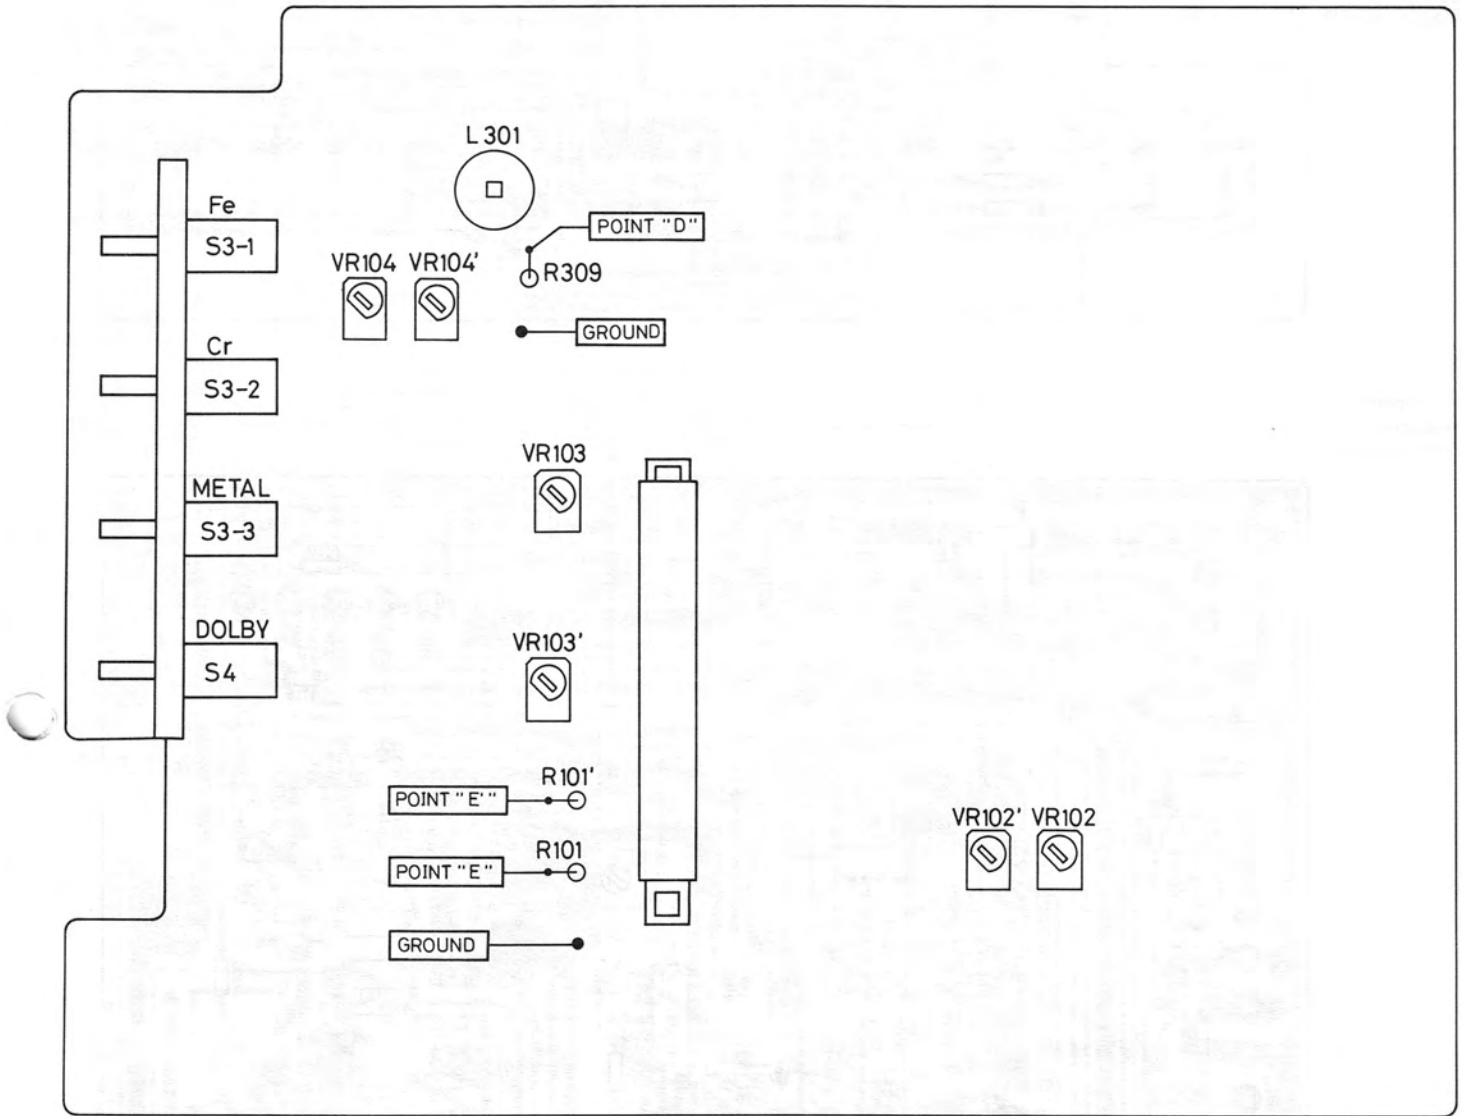 L 301
Fe
S3-1
POINT "D"
VR104 VR104'
R309
GROUND
Cr
S3-2
VR103
METAL
S3-3
DOLBY
S4
VR103'
R101'
POINT "E'"
VR102' VR102
R101
POINT "E"
GROUND